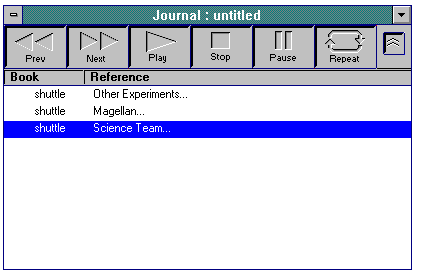 Journal : untitled
Prev Next Play Stop Pause Repeat
Book Reference
shuttle Other Experiments...
shuttle Magellan...
shuttle Science Team...